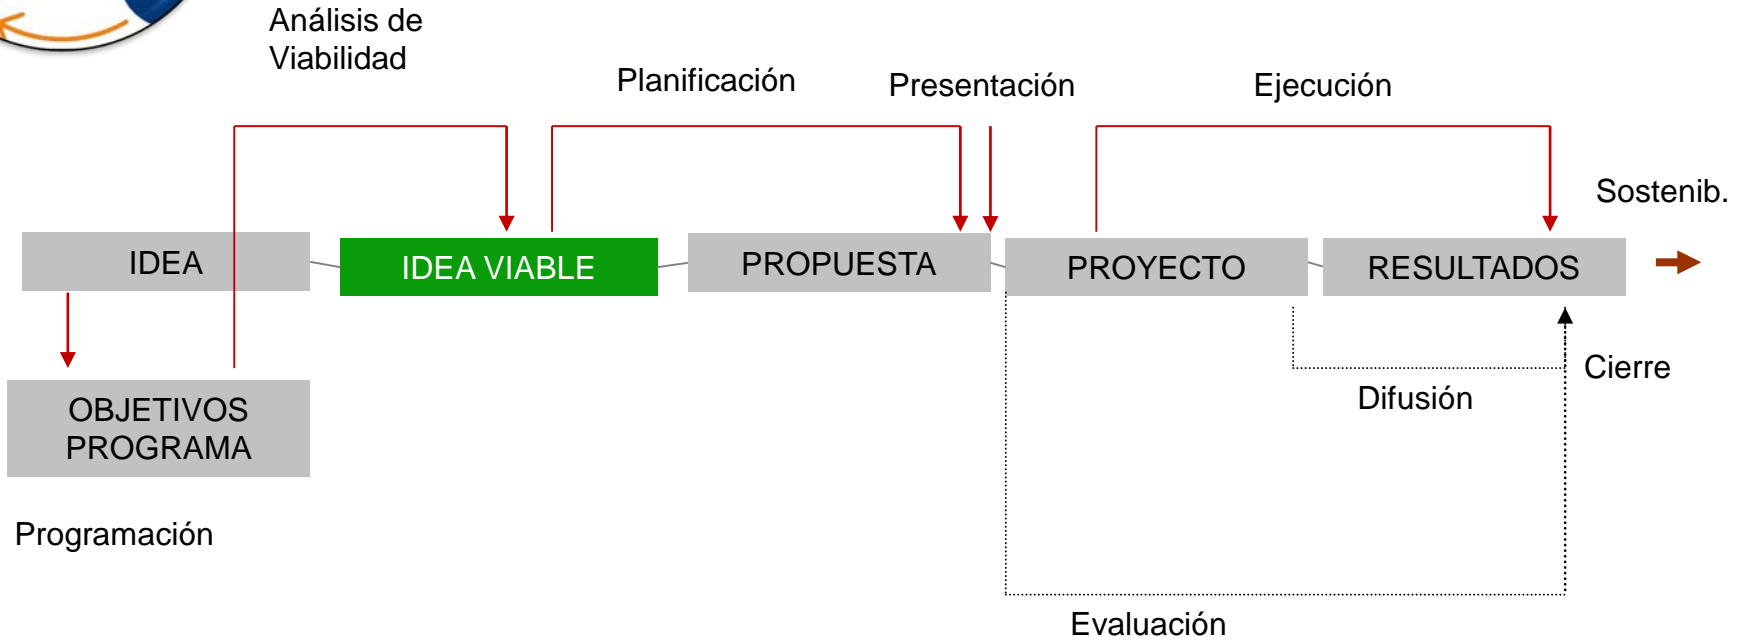 Análisis de
Viabilidad
Planificación
Presentación
Ejecución
Sostenib.
IDEA
IDEA VIABLE
PROPUESTA
PROYECTO
RESULTADOS
OBJETIVOS
PROGRAMA
Cierre
Difusión
Programación
Evaluación